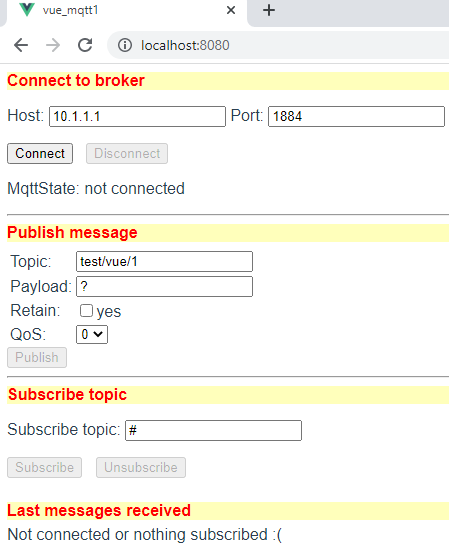 vue_mqtt1
localhost:8080
Connect to broker
Host: 10.1.1.1 Port: 1884
Connect Disconnect
MqttState: not connected
Publish message
Topic: test/vue/1
Payload: ?
Retain: yes
QoS: 0
Publish
Subscribe topic
Subscribe topic: #
Subscribe Unsubscribe
Last messages received
Not connected or nothing subscribed :(